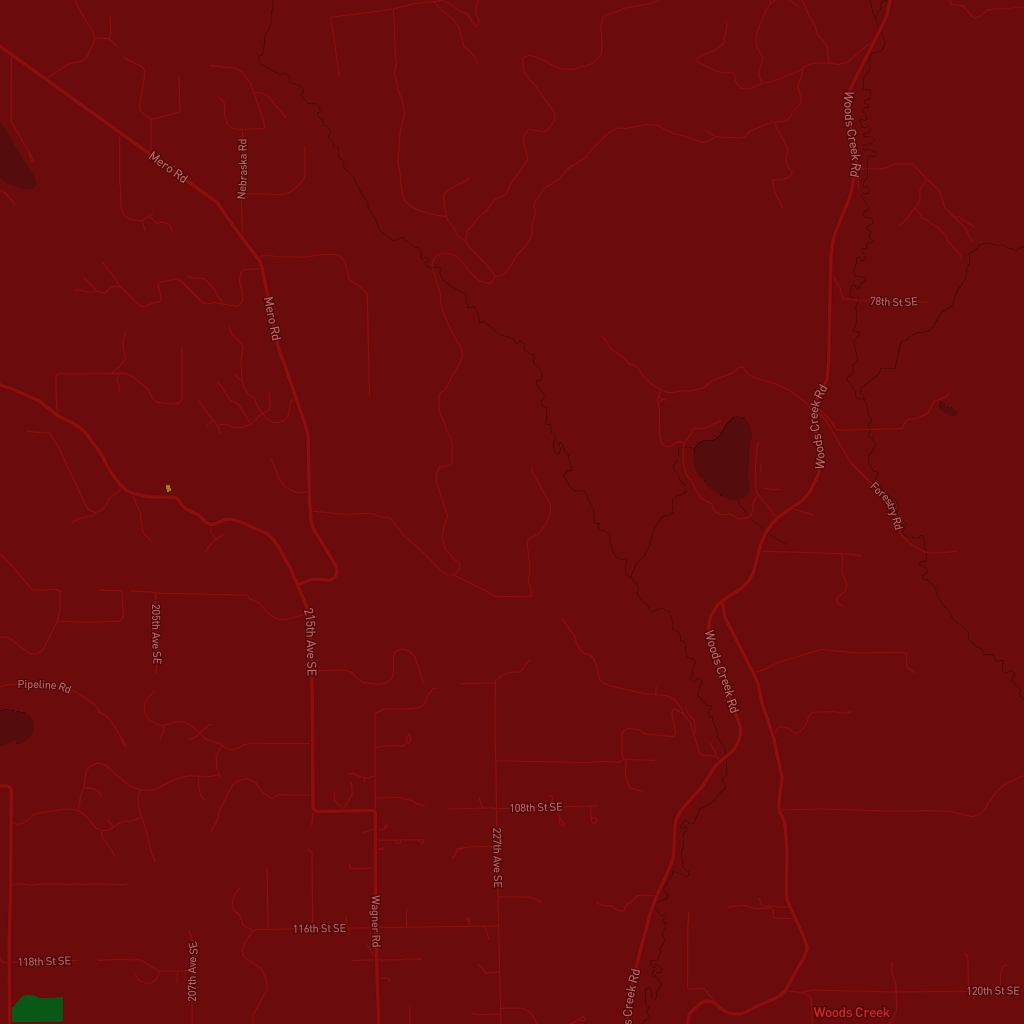 Woods Creek Rd
Mero Rd
Nebraska Rd
78th St SE
Mero Rd
Woods Creek Rd
Forestry Rd
205th Ave SE
215th Ave SE
Woods Creek Rd
Pipeline Rd
108th St SE
227th Ave SE
Wagner Rd
116th St SE
207th Ave SE
118th St SE
s Creek Rd
120th St SE
Woods Creek